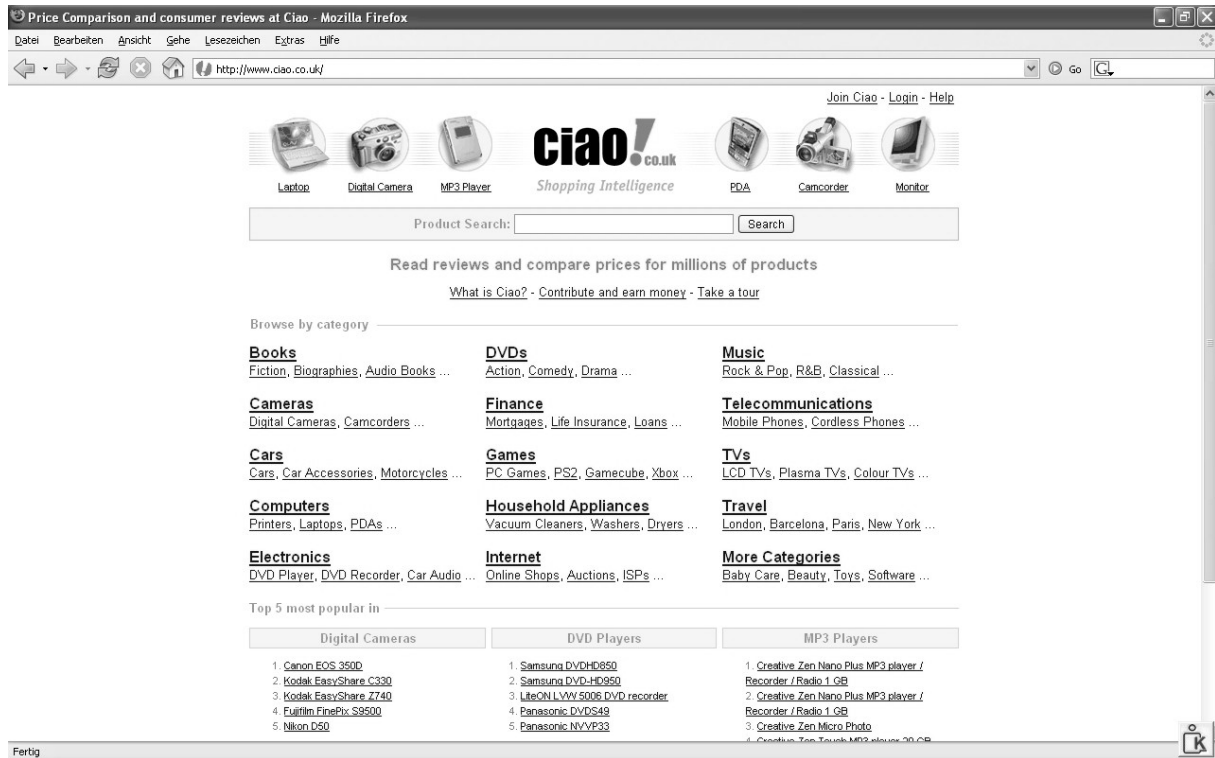 Price Comparison and consumer reviews at Ciao - Mozilla Firefox
Datei Bearbeiten Ansicht Gehe Lesezeichen Extras Hilfe
http://www.ciao.co.uk/ Go G
Join Ciao - Login - Help
ciao! co.uk
Shopping Intelligence
Laptop Digital Camera MP3 Player PDA Camcorder Monitor
Product Search: Search
Read reviews and compare prices for millions of products
What is Ciao? - Contribute and earn money - Take a tour
Browse by category
Books DVDs Music
Fiction, Biographies, Audio Books ... Action, Comedy, Drama ... Rock & Pop, R&B, Classical ...
Cameras Finance Telecommunications
Digital Cameras, Camcorders ... Mortgages, Life Insurance, Loans ... Mobile Phones, Cordless Phones ...
Cars Games TVs
Cars, Car Accessories, Motorcycles ... PC Games, PS2, Gamecube, Xbox ... LCD TVs, Plasma TVs, Colour TVs ...
Computers Household Appliances Travel
Printers, Laptops, PDAs ... Vacuum Cleaners, Washers, Dryers ... London, Barcelona, Paris, New York ...
Electronics Internet More Categories
DVD Player, DVD Recorder, Car Audio ... Online Shops, Auctions, ISPs ... Baby Care, Beauty, Toys, Software ...
Top 5 most popular in
Digital Cameras DVD Players MP3 Players
1. Canon EOS 350D 1. Samsung DVDHD850 1. Creative Zen Nano Plus MP3 player /
2. Kodak EasyShare C330 2. Samsung DVD-HD950 Recorder / Radio 1 GB
3. Kodak EasyShare Z740 3. LiteON LVW 5006 DVD recorder 2. Creative Zen Nano Plus MP3 player /
4. Fujifilm FinePix S9500 4. Panasonic DVDS49 Recorder / Radio 1 GB
5. Nikon D50 5. Panasonic NVVP33 3. Creative Zen Micro Photo
4. Creative Zen Touch MP3 player 20 GB
Fertig K